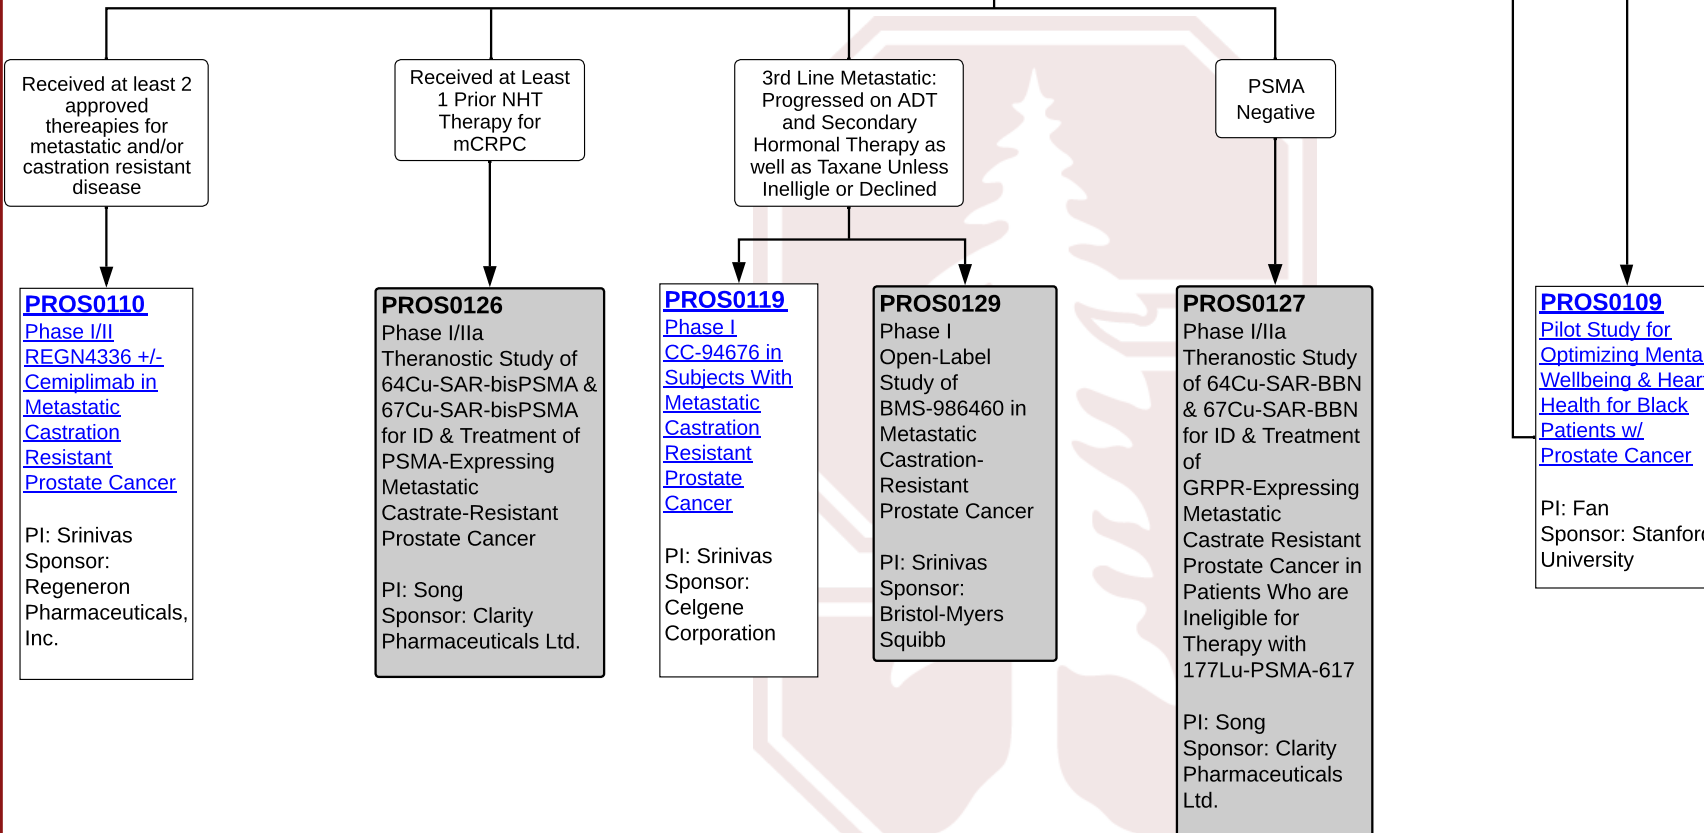 Received at least 2
approved
thereapies for
metastatic and/or
castration resistant
disease
Received at Least
1 Prior NHT
Therapy for
mCRPC
3rd Line Metastatic:
Progressed on ADT
and Secondary
Hormonal Therapy as
well as Taxane Unless
Inelligle or Declined
PSMA
Negative
PROS0110
Phase I/II
REGN4336 +/-
Cemiplimab in
Metastatic
Castration
Resistant
Prostate Cancer
PI: Srinivas
Sponsor:
Regeneron
Pharmaceuticals,
Inc.
PROS0126
Phase I/IIa
Theranostic Study of
64Cu-SAR-bisPSMA &
67Cu-SAR-bisPSMA
for ID & Treatment of
PSMA-Expressing
Metastatic
Castrate-Resistant
Prostate Cancer
PI: Song
Sponsor: Clarity
Pharmaceuticals Ltd.
PROS0119
Phase I
CC-94676 in
Subjects With
Metastatic
Castration
Resistant
Prostate
Cancer
PI: Srinivas
Sponsor:
Celgene
Corporation
PROS0129
Phase I
Open-Label
Study of
BMS-986460 in
Metastatic
Castration-
Resistant
Prostate Cancer
PI: Srinivas
Sponsor:
Bristol-Myers
Squibb
PROS0127
Phase I/IIa
Theranostic Study
of 64Cu-SAR-BBN
& 67Cu-SAR-BBN
for ID & Treatment
of
GRPR-Expressing
Metastatic
Castrate Resistant
Prostate Cancer in
Patients Who are
Ineligible for
Therapy with
177Lu-PSMA-617
PI: Song
Sponsor: Clarity
Pharmaceuticals
Ltd.
PROS0109
Pilot Study for
Optimizing Menta
Wellbeing & Hear
Health for Black
Patients w/
Prostate Cancer
PI: Fan
Sponsor: Stanford
University